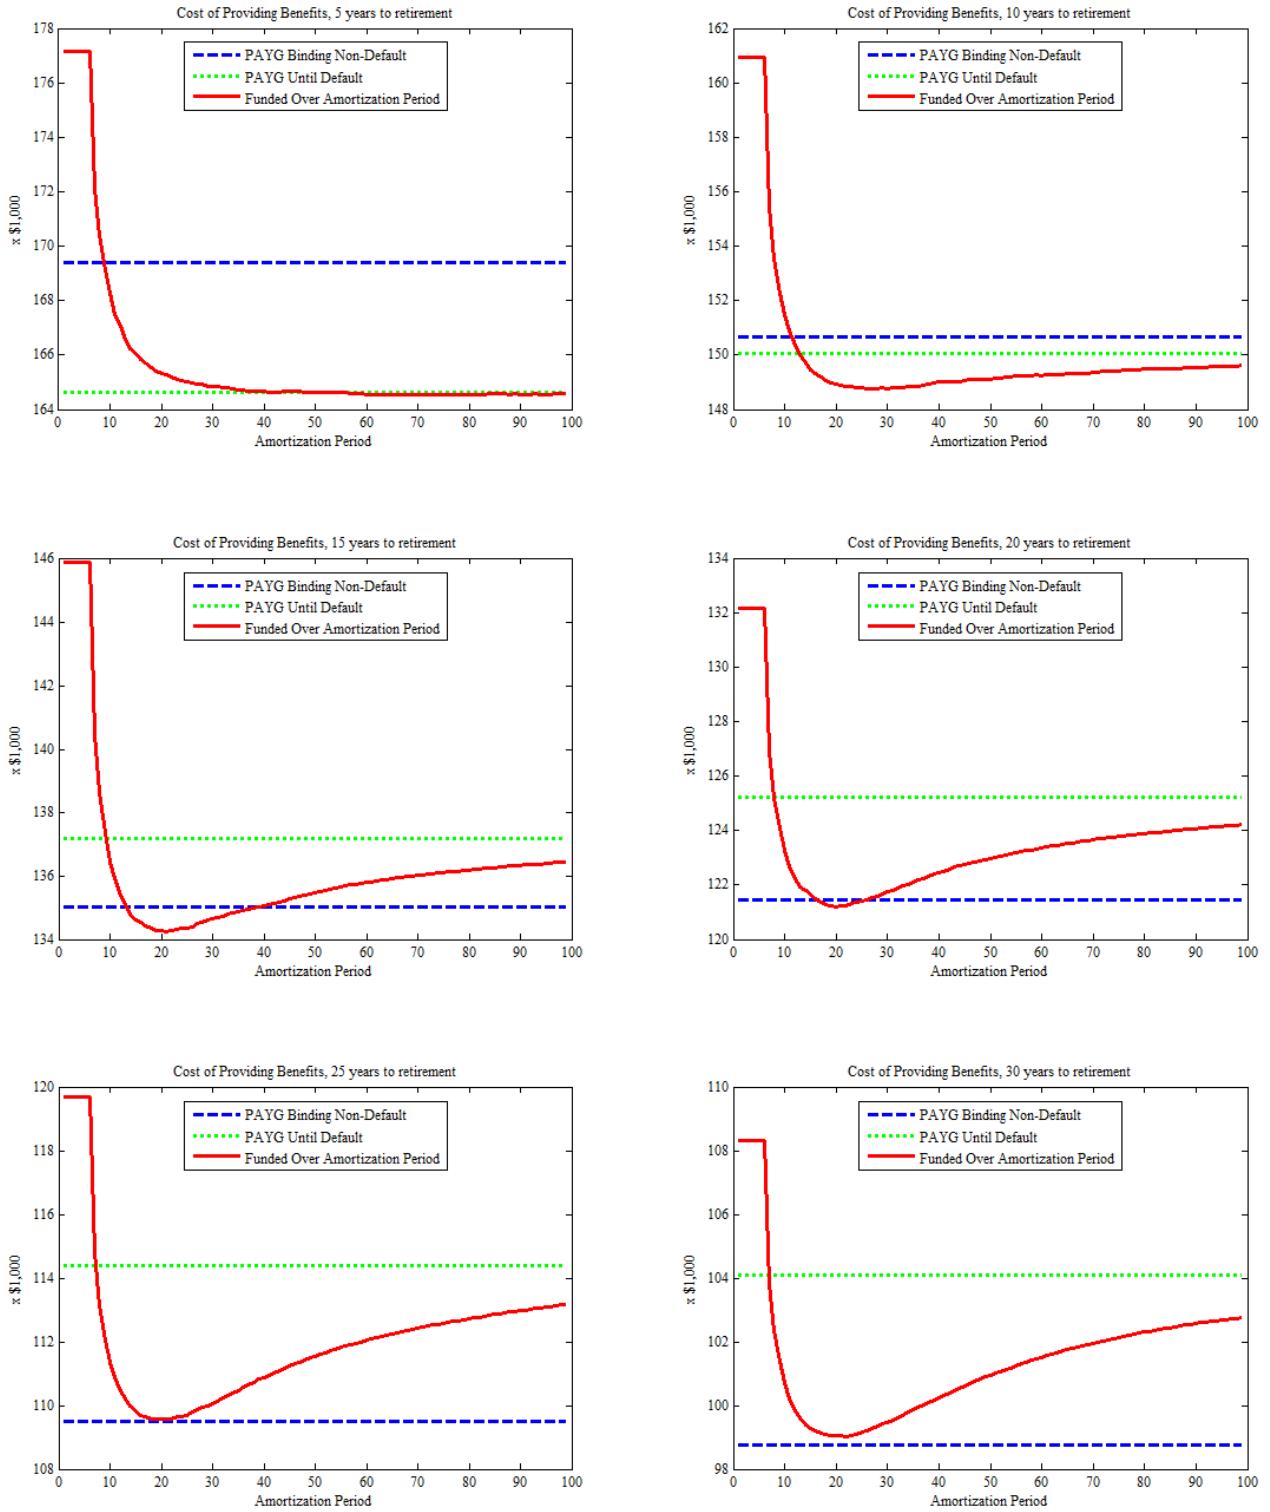 Cost of Providing Benefits, 5 years to retirement
178
176
174
172
170
168
166
164
x $1,000
PAYG Binding Non-Default
PAYG Until Default
Funded Over Amortization Period
0 10 20 30 40 50 60 70 80 90 100
Amortization Period
Cost of Providing Benefits, 10 years to retirement
162
160
158
156
154
152
150
148
x $1,000
PAYG Binding Non-Default
PAYG Until Default
Funded Over Amortization Period
0 10 20 30 40 50 60 70 80 90 100
Amortization Period
Cost of Providing Benefits, 15 years to retirement
146
144
142
140
138
136
134
x $1,000
PAYG Binding Non-Default
PAYG Until Default
Funded Over Amortization Period
0 10 20 30 40 50 60 70 80 90 100
Amortization Period
Cost of Providing Benefits, 20 years to retirement
134
132
130
128
126
124
122
120
x $1,000
PAYG Binding Non-Default
PAYG Until Default
Funded Over Amortization Period
0 10 20 30 40 50 60 70 80 90 100
Amortization Period
Cost of Providing Benefits, 25 years to retirement
120
118
116
114
112
110
108
x $1,000
PAYG Binding Non-Default
PAYG Until Default
Funded Over Amortization Period
0 10 20 30 40 50 60 70 80 90 100
Amortization Period
Cost of Providing Benefits, 30 years to retirement
110
108
106
104
102
100
98
x $1,000
PAYG Binding Non-Default
PAYG Until Default
Funded Over Amortization Period
0 10 20 30 40 50 60 70 80 90 100
Amortization Period